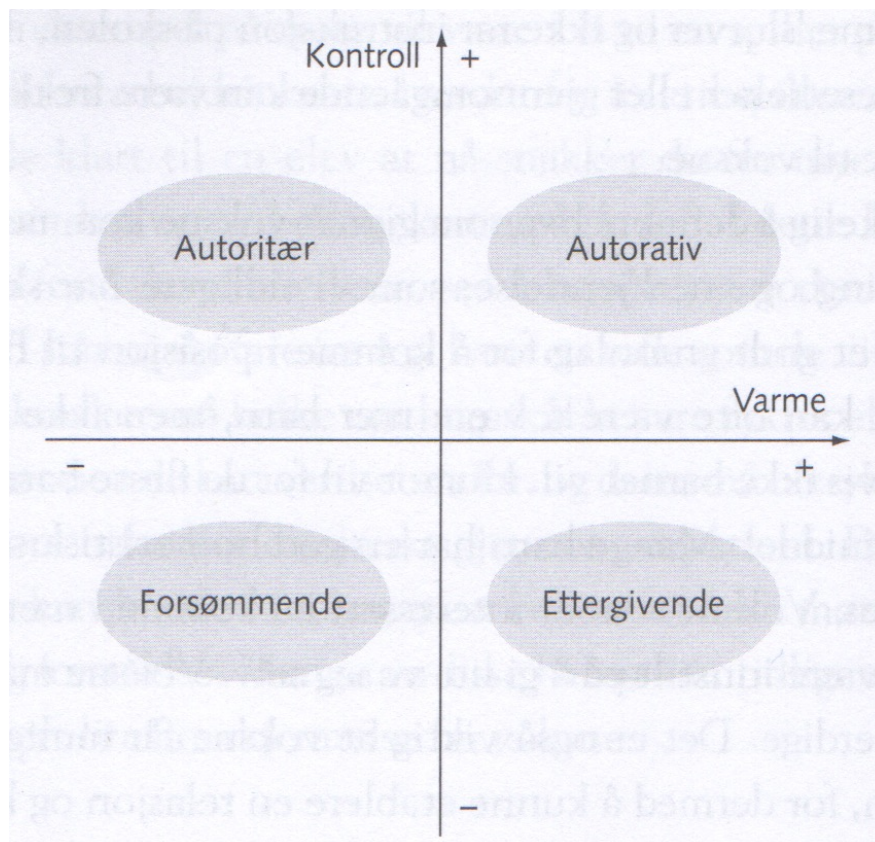 Kontroll +
Autoritær
Autorativ
Varme
– +
Forsømmende
Ettergivende
–